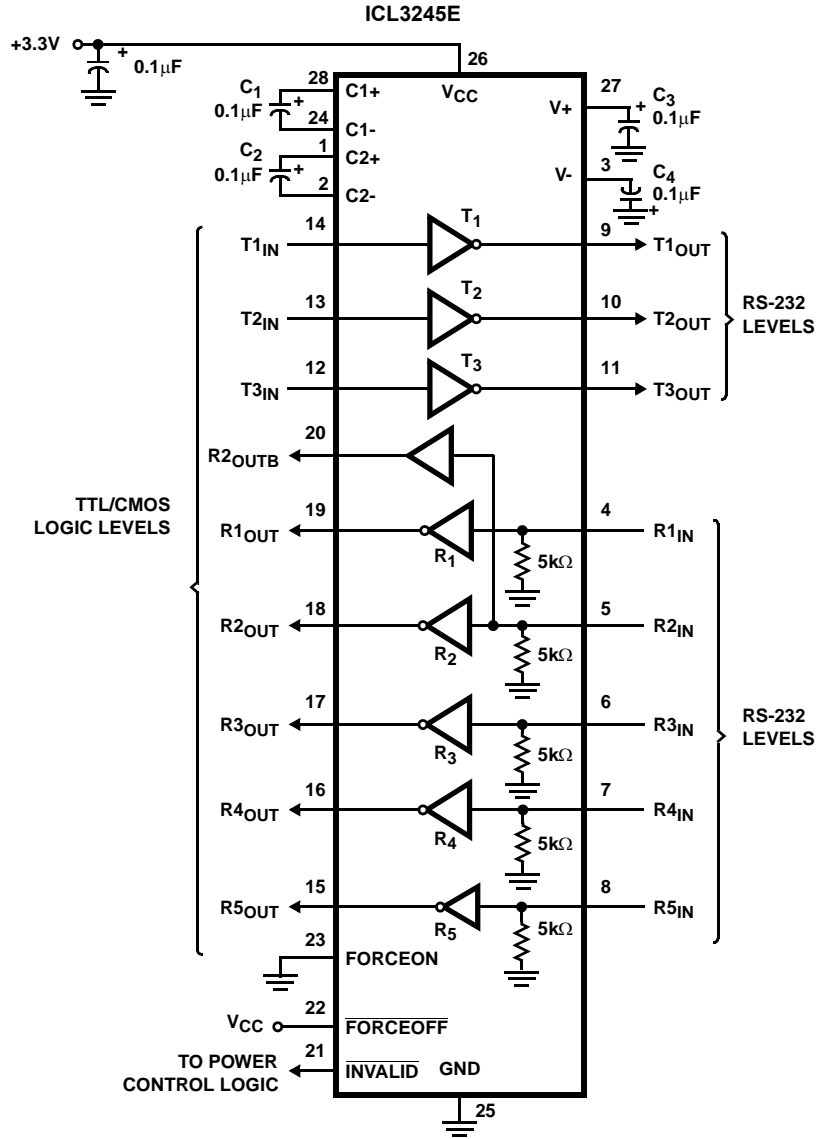 ICL3245E
+3.3V
+
0.1μF
26
VCC
C1
0.1μF
+
28
C1+
24
C1-
C2
0.1μF
+
1
C2+
2
C2-
27
V+
+
C3
0.1μF
3
V-
C4
0.1μF
+
T1IN
14
T1
9
T1OUT
T2IN
13
T2
10
T2OUT
T3IN
12
T3
11
T3OUT
RS-232
LEVELS
R2OUTB
20
TTL/CMOS
LOGIC LEVELS
R1OUT
19
R1
5kΩ
4
R1IN
R2OUT
18
R2
5kΩ
5
R2IN
R3OUT
17
R3
5kΩ
6
R3IN
R4OUT
16
R4
5kΩ
7
R4IN
R5OUT
15
R5
5kΩ
8
R5IN
RS-232
LEVELS
23
FORCEON
VCC
22
FORCEOFF
TO POWER
CONTROL LOGIC
21
INVALID
GND
25